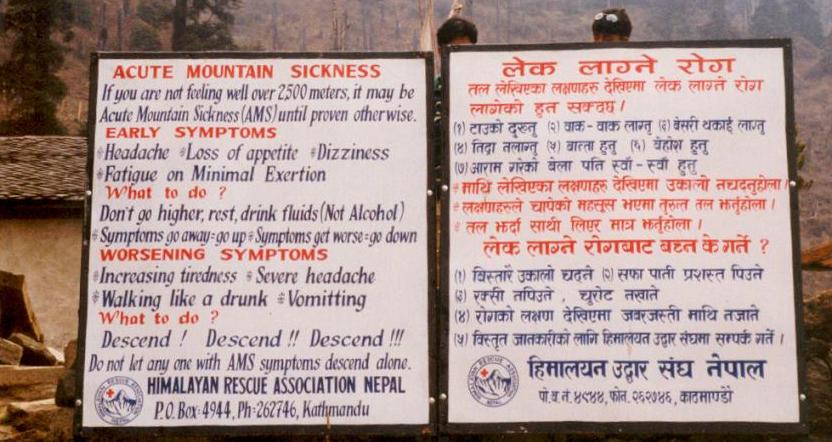 ACUTE MOUNTAIN SICKNESS
If you are not feeling well over 2,500 meters, it may be
Acute Mountain Sickness (AMS) until proven otherwise.
EARLY SYMPTOMS
*Headache *Loss of appetite *Dizziness
*Fatigue on Minimal Exertion
What to do ?
Don't go higher, rest, drink fluids (Not Alcohol)
*Symptoms go away=go up *Symptoms get worse=go down
WORSENING SYMPTOMS
*Increasing tiredness *Severe headache
*Walking like a drunk *Vomitting
What to do ?
Descend ! Descend !! Descend !!!
Do not let any one with AMS symptoms descend alone.
HIMALAYAN RESCUE ASSOCIATION NEPAL
P.O. Box: 4944, Ph: 262746, Kathmandu
लेक लाग्ने रोग
तल लेखिएका लक्षणहरु देखिएमा लेक लाग्ने रोग
लागेको हुन सक्दछ।
(१) टाउको दुख्नु (२) वाक-वाक लाग्नु (३) बेसरी थकाई लाग्नु
(४) निद्रा नलाग्नु (५) वान्ता हुनु (६) बेहोश हुनु
(७) आराम गरेको बेला पनि स्वाँ-स्वाँ हुनु
*माथि लेखिएका लक्षणहरु देखिएमा उकालो नचढ्नुहोला।
*लक्षणहरुले चापेको महसुस भएमा तुरुन्त तल झर्नुहोला।
*तल झर्दा साथी लिएर मात्र झर्नुहोला।
लेक लाग्ने रोगबाट बच्न के गर्ने ?
(१) बिस्तारै उकालो चढ्ने (२) सफा पानी प्रशस्त पिउने
(३) रक्सी नपिउने, चुरोट नखाने
(४) रोगको लक्षण देखिएमा जबरजस्ती माथि नजाने
(५) विस्तृत जानकारीको लागि हिमालयन उद्धार संघमा सम्पर्क गर्ने।
हिमालयन उद्धार संघ नेपाल
पो.ब.नं. ४९४४, फोन. २६२७४६, काठमाण्डौ